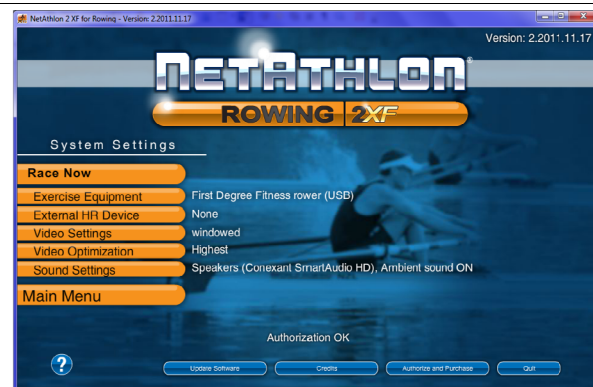 NetAthlon 2 XF for Rowing - Version: 2.2011.11.17
Version: 2.2011.11.17
NETATHLON®
ROWING 2XF
System Settings
Race Now
Exercise Equipment First Degree Fitness rower (USB)
External HR Device None
Video Settings windowed
Video Optimization Highest
Sound Settings Speakers (Conexant SmartAudio HD), Ambient sound ON
Main Menu
Authorization OK
? Update Software Credits Authorize and Purchase Quit